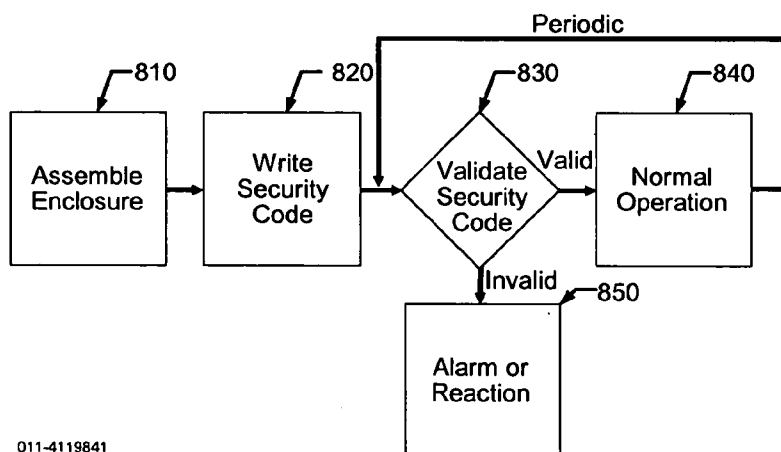 Periodic
810
820
830
840
Assemble
Enclosure
Write
Security
Code
Validate
Security
Code
Valid
Normal
Operation
Invalid
850
Alarm or
Reaction
011-4119841